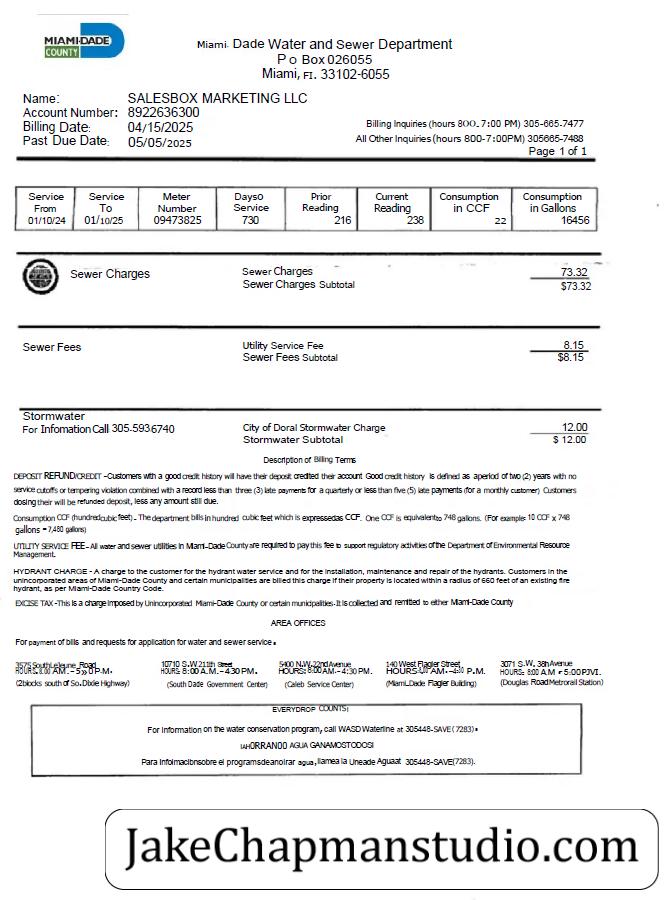 MIAMI-DADE
COUNTY
Miami- Dade Water and Sewer Department
P o Box 026055
Miami, FI. 33102-6055
Name: SALESBOX MARKETING LLC
Account Number: 8922636300
Billing Date: 04/15/2025
Past Due Date: 05/05/2025
Billing Inquiries (hours 800. 7:00 PM) 305-665-7477
All Other Inquiries (hours 800-7:00PM) 305665-7488
Page 1 of 1
Service From Service To Meter Number Days0 Service Prior Reading Current Reading Consumption in CCF Consumption in Gallons
01/10/24 01/10/25 09473825 730 216 238 22 16456
Sewer Charges Sewer Charges 73.32
Sewer Charges Subtotal $73.32
Sewer Fees Utility Service Fee 8.15
Sewer Fees Subtotal $8.15
Stormwater
For Infomation Call 305-5936740 City of Doral Stormwater Charge 12.00
Stormwater Subtotal $ 12.00
Description of Billing Terms
DEPOSIT REFUND/CREDIT -Customers with a good credit history will have their deposit credited their account Good credit history is defined as aperiod of two (2) years with no
service cutoffs or tempering violation combined with a record less than three (3) late payments for a quarterly or less than five (5) late payments (for a monthly customer) Customers
dosing their will be refunded deposit, less any amount still due.
Consumption CCF (hundred cubic feet) - The department bills in hundred cubic feet which is expressedas CCF. One CCF is equivalento 748 gallons. (For example: 10 CCF x 748
gallons = 7,480 gallons)
UTILITY SERVICE FEE - All water and sewer utilities in Miami-Dade County are required to pay this fee to support regulatory activities of the Department of Environmental Resource
Management.
HYDRANT CHARGE - A charge to the customer for the hydrant water service and for the installation, maintenance and repair of the hydrants. Customers in the
unincorporated areas of Miami-Dade County and certain municipalities are billed this charge if their property is located within a radius of 660 feet of an existing fire
hydrant, as per Miami-Dade Country Code.
EXCISE TAX -This is a charge imposed by Unincorporated Miami-Dade County or certain municipalities-It is collected and remitted to either Miami-Dade County
AREA OFFICES
For payment of bills and requests for application for water and sewer service.
3575 South Lejeune Road 10710 S.W 211th Street 5400 N.W. 22nd Avenue 140 West Flagler Street 3071 S.W. 38h Avenue
HOURS: 8:00 A.M.- P.M. HOURS: 8:00 A.M.-4:30 PM. HOURS: 8:00 A.M.-4:30 PM. HOURS A.M. P.M. HOURS: 8:00 A.M
(2blocks south of So. Dixie Highway) (South Dade Government Center) (Caleb Service Center) (Miami.Dade Flagler Building) (Douglas Road Metrorail Station)
EVERYDROP COUNTS!
For Information on the water conservation program, call WASD Waterline at 305448-SAVE(7283).
¡AHORRANDO AGUA GANAMOSTODOS!
Para Infoimacibnsobre el programsdeanoirar agua, llamea la Uneade Aguaat 305448-SAVE(7283).
JakeChapmanstudio.com